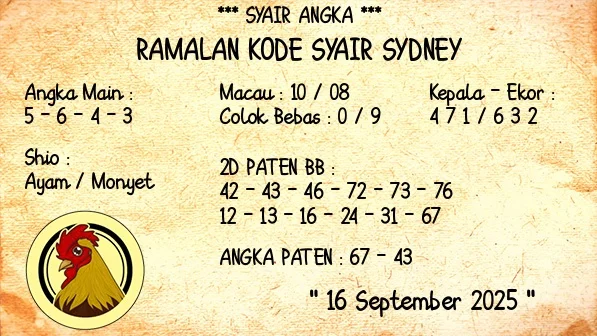 *** SYAIR ANGKA ***
RAMALAN KODE SYAIR SYDNEY
Angka Main :
5 - 6 - 4 - 3
Macau : 10 / 08
Colok Bebas : 0 / 9
Kepala - Ekor :
4 7 1 / 6 3 2
Shio :
Ayam / Monyet
2D PATEN BB :
42 - 43 - 46 - 72 - 73 - 76
12 - 13 - 16 - 24 - 31 - 67
ANGKA PATEN : 67 - 43
" 16 September 2025 "